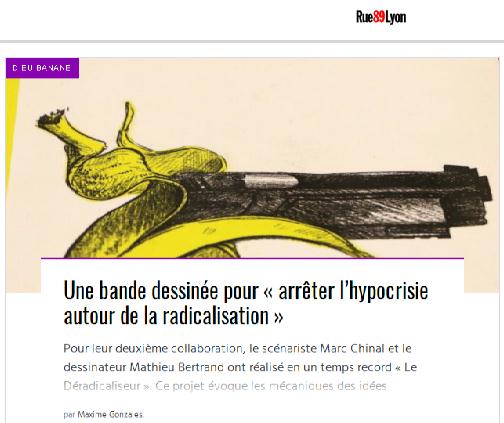 Rue89Lyon
DIEU BANANE
Une bande dessinée pour « arrêter l'hypocrisie
autour de la radicalisation »
Pour leur deuxième collaboration, le scénariste Marc Chinal et le
dessinateur Mathieu Bertrand ont réalisé en un temps record « Le
Déradicaliseur ». Ce projet évoque les mécaniques des idées
par Maxime Gonzales.